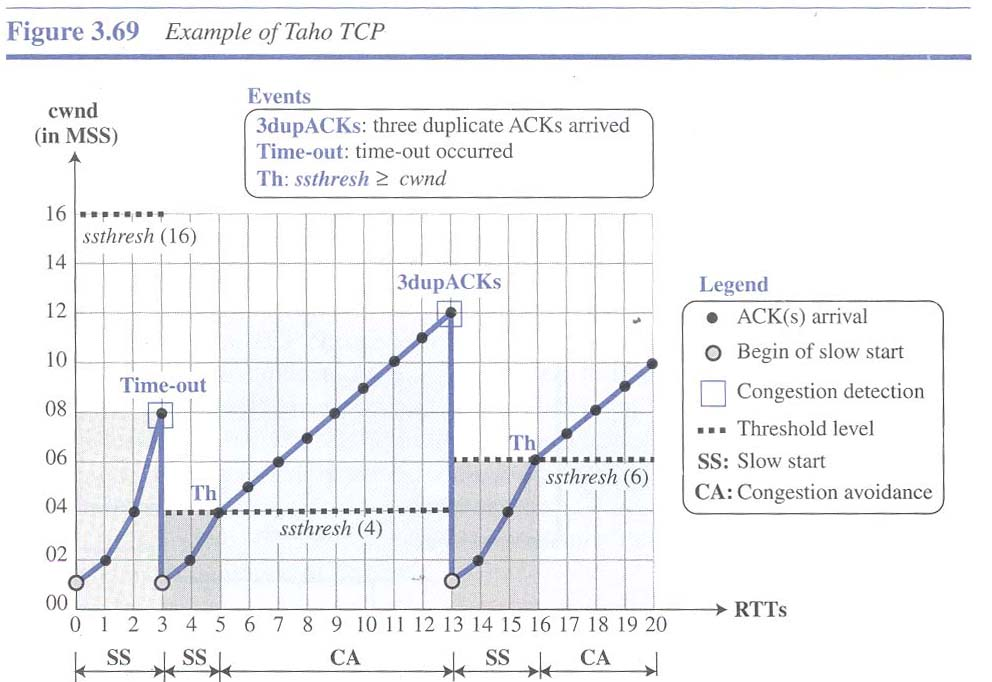 Figure 3.69 Example of Taho TCP
Events
3dupACKs: three duplicate ACKs arrived
Time-out: time-out occurred
Th: ssthresh ≥ cwnd
cwnd
(in MSS)
16
ssthresh (16)
14
3dupACKs
12
10
Time-out
08
Th
06
ssthresh (6)
Th
04
ssthresh (4)
02
00
0 1 2 3 4 5 6 7 8 9 10 11 12 13 14 15 16 17 18 19 20
RTTs
SS SS CA SS CA
Legend
ACK(s) arrival
Begin of slow start
Congestion detection
Threshold level
SS: Slow start
CA: Congestion avoidance